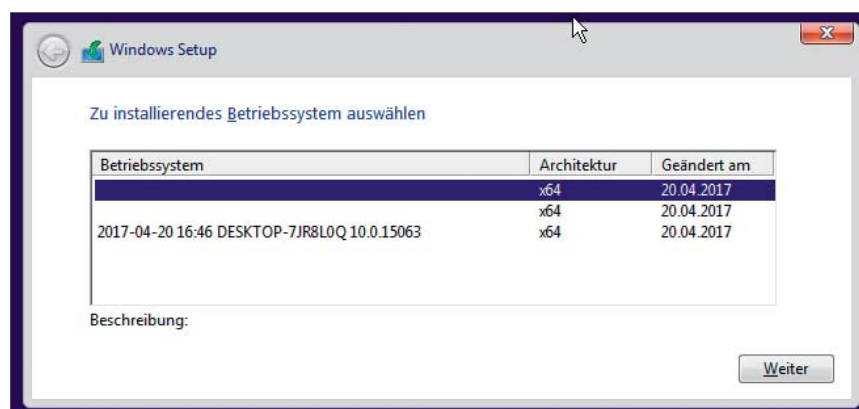 Windows Setup
Zu installierendes Betriebssystem auswählen
Betriebssystem Architektur Geändert am
x64 20.04.2017
x64 20.04.2017
2017-04-20 16:46 DESKTOP-7JR8L0Q 10.0.15063 x64 20.04.2017
Beschreibung:
Weiter